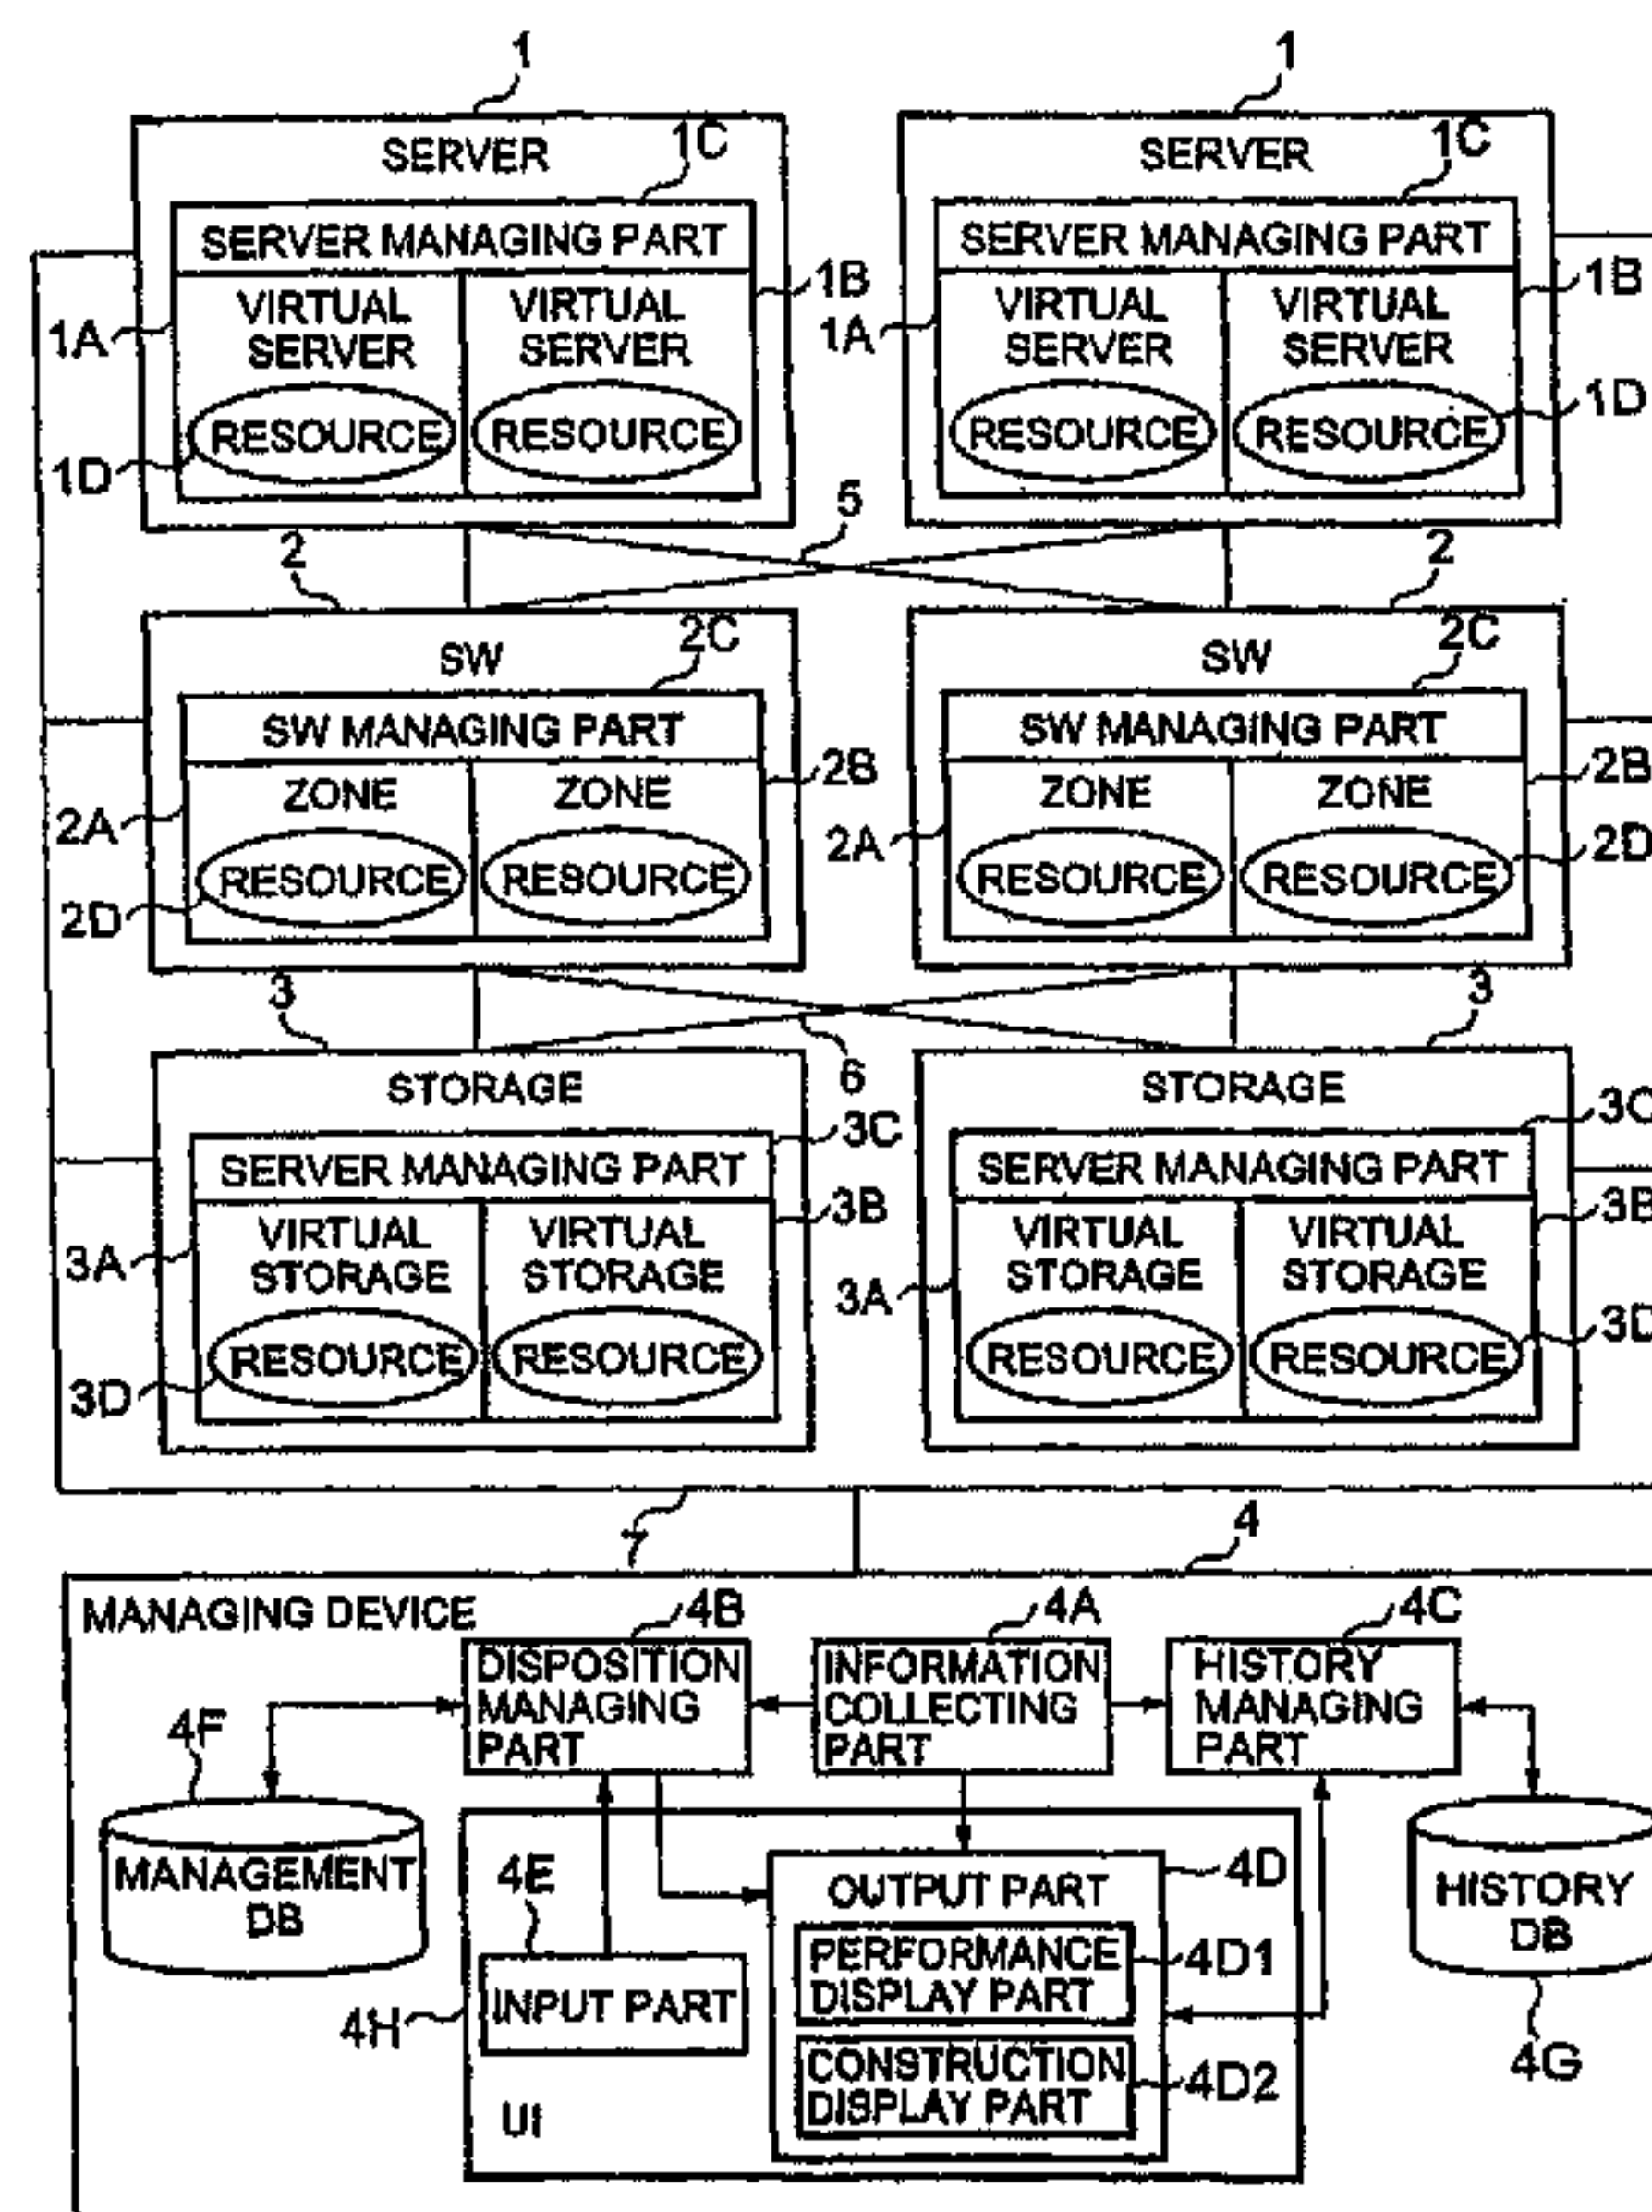 1 1
SERVER 1C SERVER 1C
SERVER MANAGING PART SERVER MANAGING PART
1A VIRTUAL SERVER VIRTUAL SERVER 1B 1A VIRTUAL SERVER VIRTUAL SERVER 1B
RESOURCE RESOURCE RESOURCE RESOURCE 1D
1D
5
2 2
SW 2C SW 2C
SW MANAGING PART SW MANAGING PART
2A ZONE ZONE 2B 2A ZONE ZONE 2B
RESOURCE RESOURCE RESOURCE RESOURCE 2D
2D
3 3
6
STORAGE 3C STORAGE 3C
SERVER MANAGING PART SERVER MANAGING PART
3A VIRTUAL STORAGE VIRTUAL STORAGE 3B 3A VIRTUAL STORAGE VIRTUAL STORAGE 3B
RESOURCE RESOURCE RESOURCE RESOURCE 3D
3D
7 4
MANAGING DEVICE 4B 4A 4C
DISPOSITION MANAGING PART
INFORMATION COLLECTING PART
HISTORY MANAGING PART
4F
MANAGEMENT DB
4E
INPUT PART
4H
UI
OUTPUT PART 4D
PERFORMANCE DISPLAY PART 4D1
CONSTRUCTION DISPLAY PART 4D2
HISTORY DB
4G